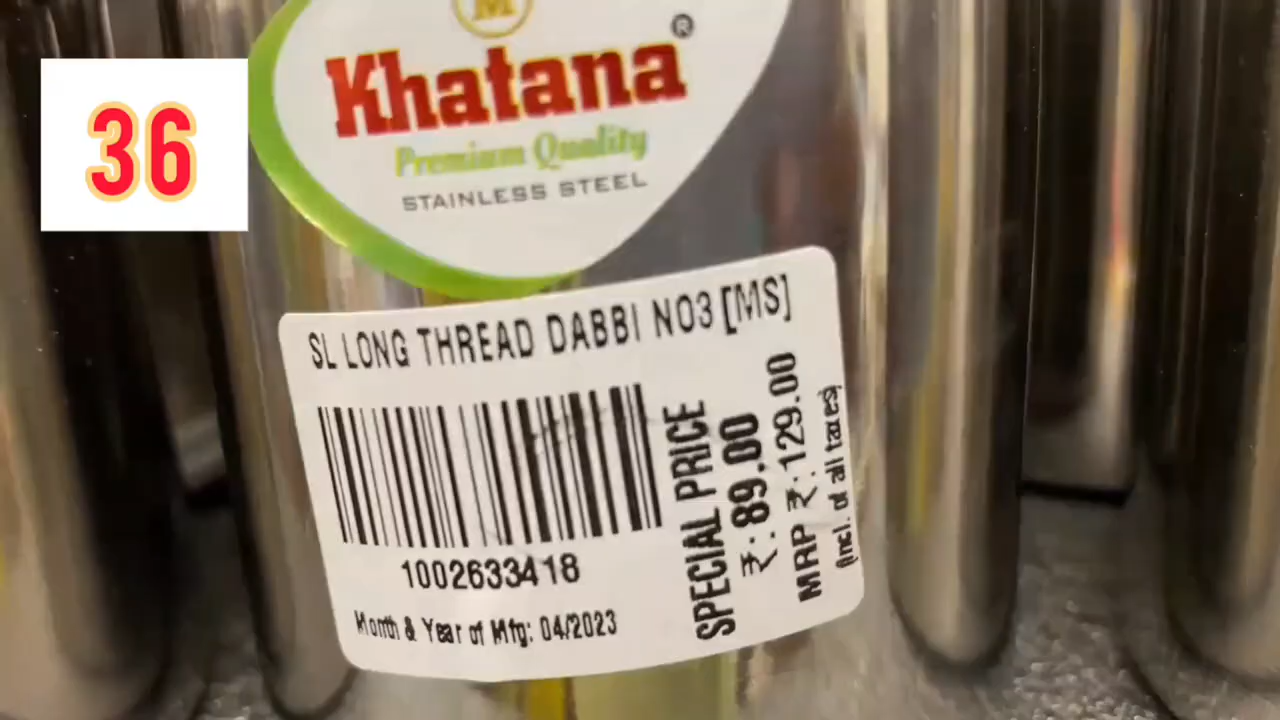 36
M
Khatana®
Premium Quality
STAINLESS STEEL
SL LONG THREAD DABBI NO3 [MS]
1002633418
Month & Year of Mfg: 04/2023
SPECIAL PRICE
₹:89.00
MRP ₹:129.00
(incl. of all taxes)